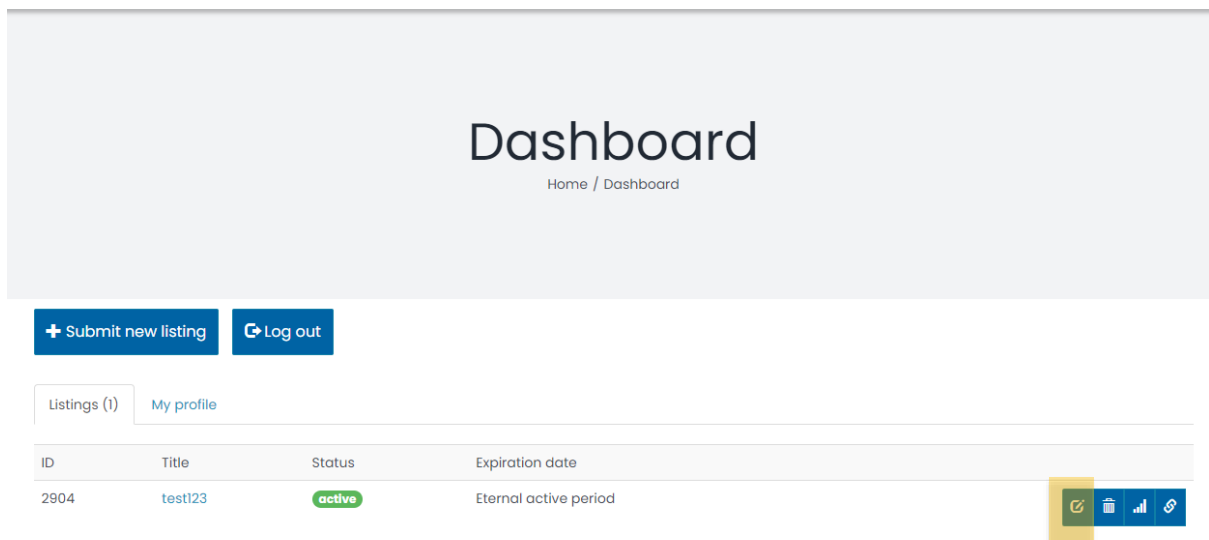 Dashboard
Home / Dashboard
Submit new listing Log out
Listings (1) My profile
ID Title Status Expiration date
2904 test123 active Eternal active period